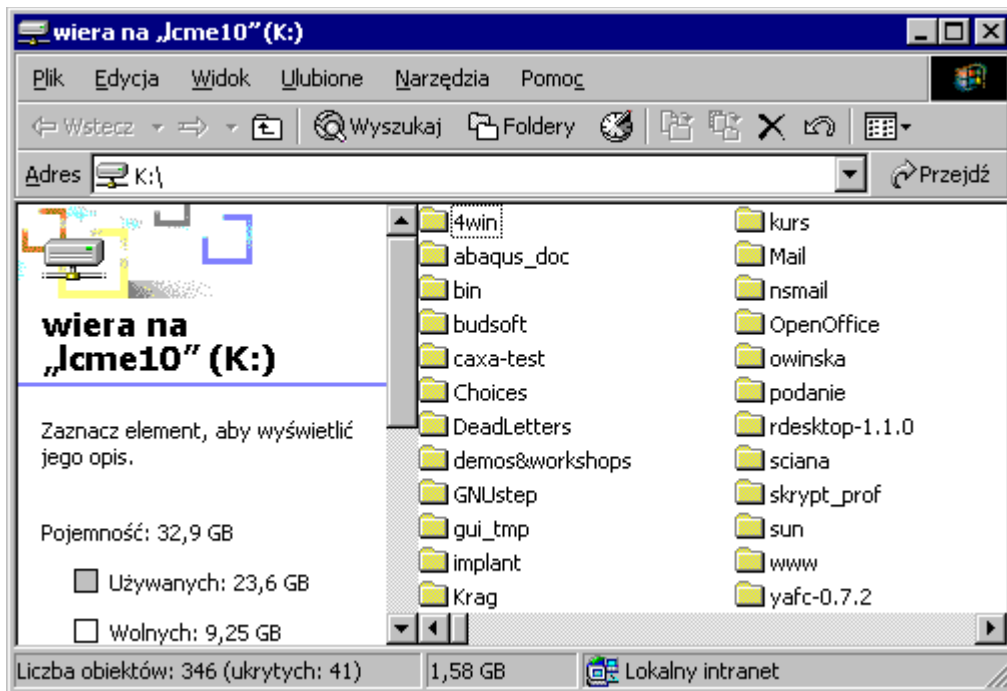 wiera na „lcme10” (K:)
Plik Edycja Widok Ulubione Narzędzia Pomoc
Wstecz Wyszukaj Foldery
Adres K:\ Przejdź
wiera na
„lcme10” (K:)
Zaznacz element, aby wyświetlić
jego opis.
Pojemność: 32,9 GB
Używanych: 23,6 GB
Wolnych: 9,25 GB
4win
abaqus_doc
bin
budsoft
caxa-test
Choices
DeadLetters
demos&workshops
GNUstep
gui_tmp
implant
Krag
kurs
Mail
nsmail
OpenOffice
owinska
podanie
rdesktop-1.1.0
sciana
skrypt_prof
sun
www
yafc-0.7.2
Liczba obiektów: 346 (ukrytych: 41) 1,58 GB Lokalny intranet